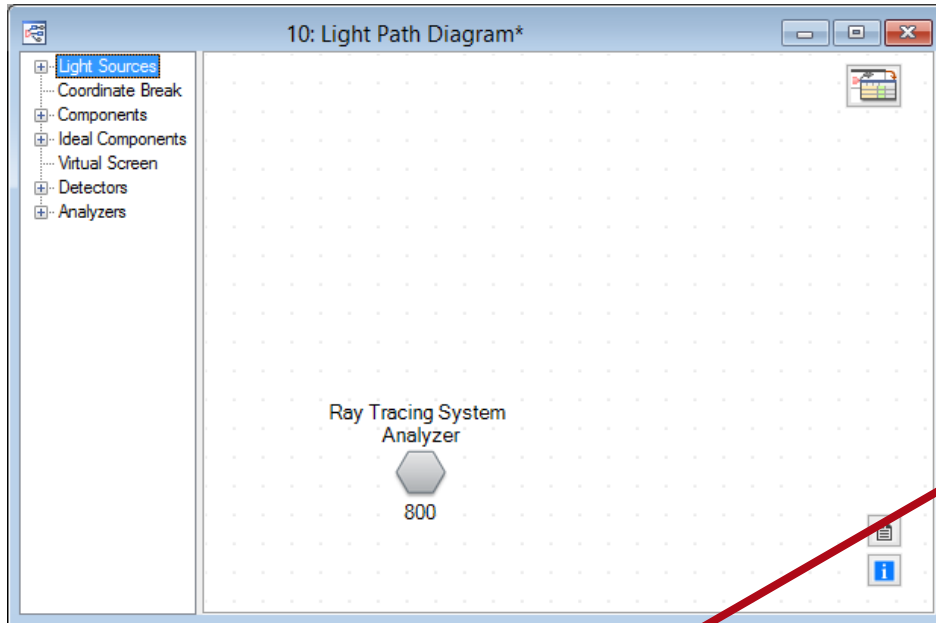 10: Light Path Diagram*
Light Sources
Coordinate Break
Components
Ideal Components
Virtual Screen
Detectors
Analyzers
Ray Tracing System
Analyzer
800